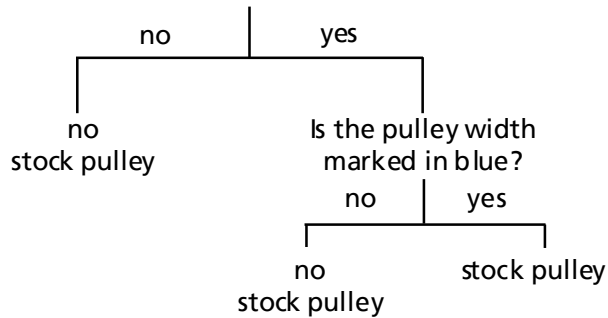 no
yes
no
stock pulley
Is the pulley width
marked in blue?
no
yes
no
stock pulley
stock pulley